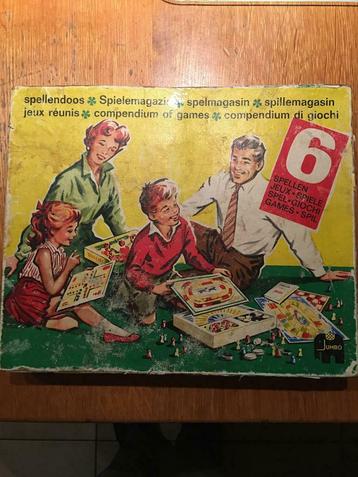 spellendoos ✤ Spielemagazin ✤ spelmagasin ✤ spillemagasin
jeux réunis ✤ compendium of games ✤ compendium di giochi
6
SPELLEN
JEUX • SPIELE
SPEL • GIOCHI
GAMES • SPIL
JUMBO